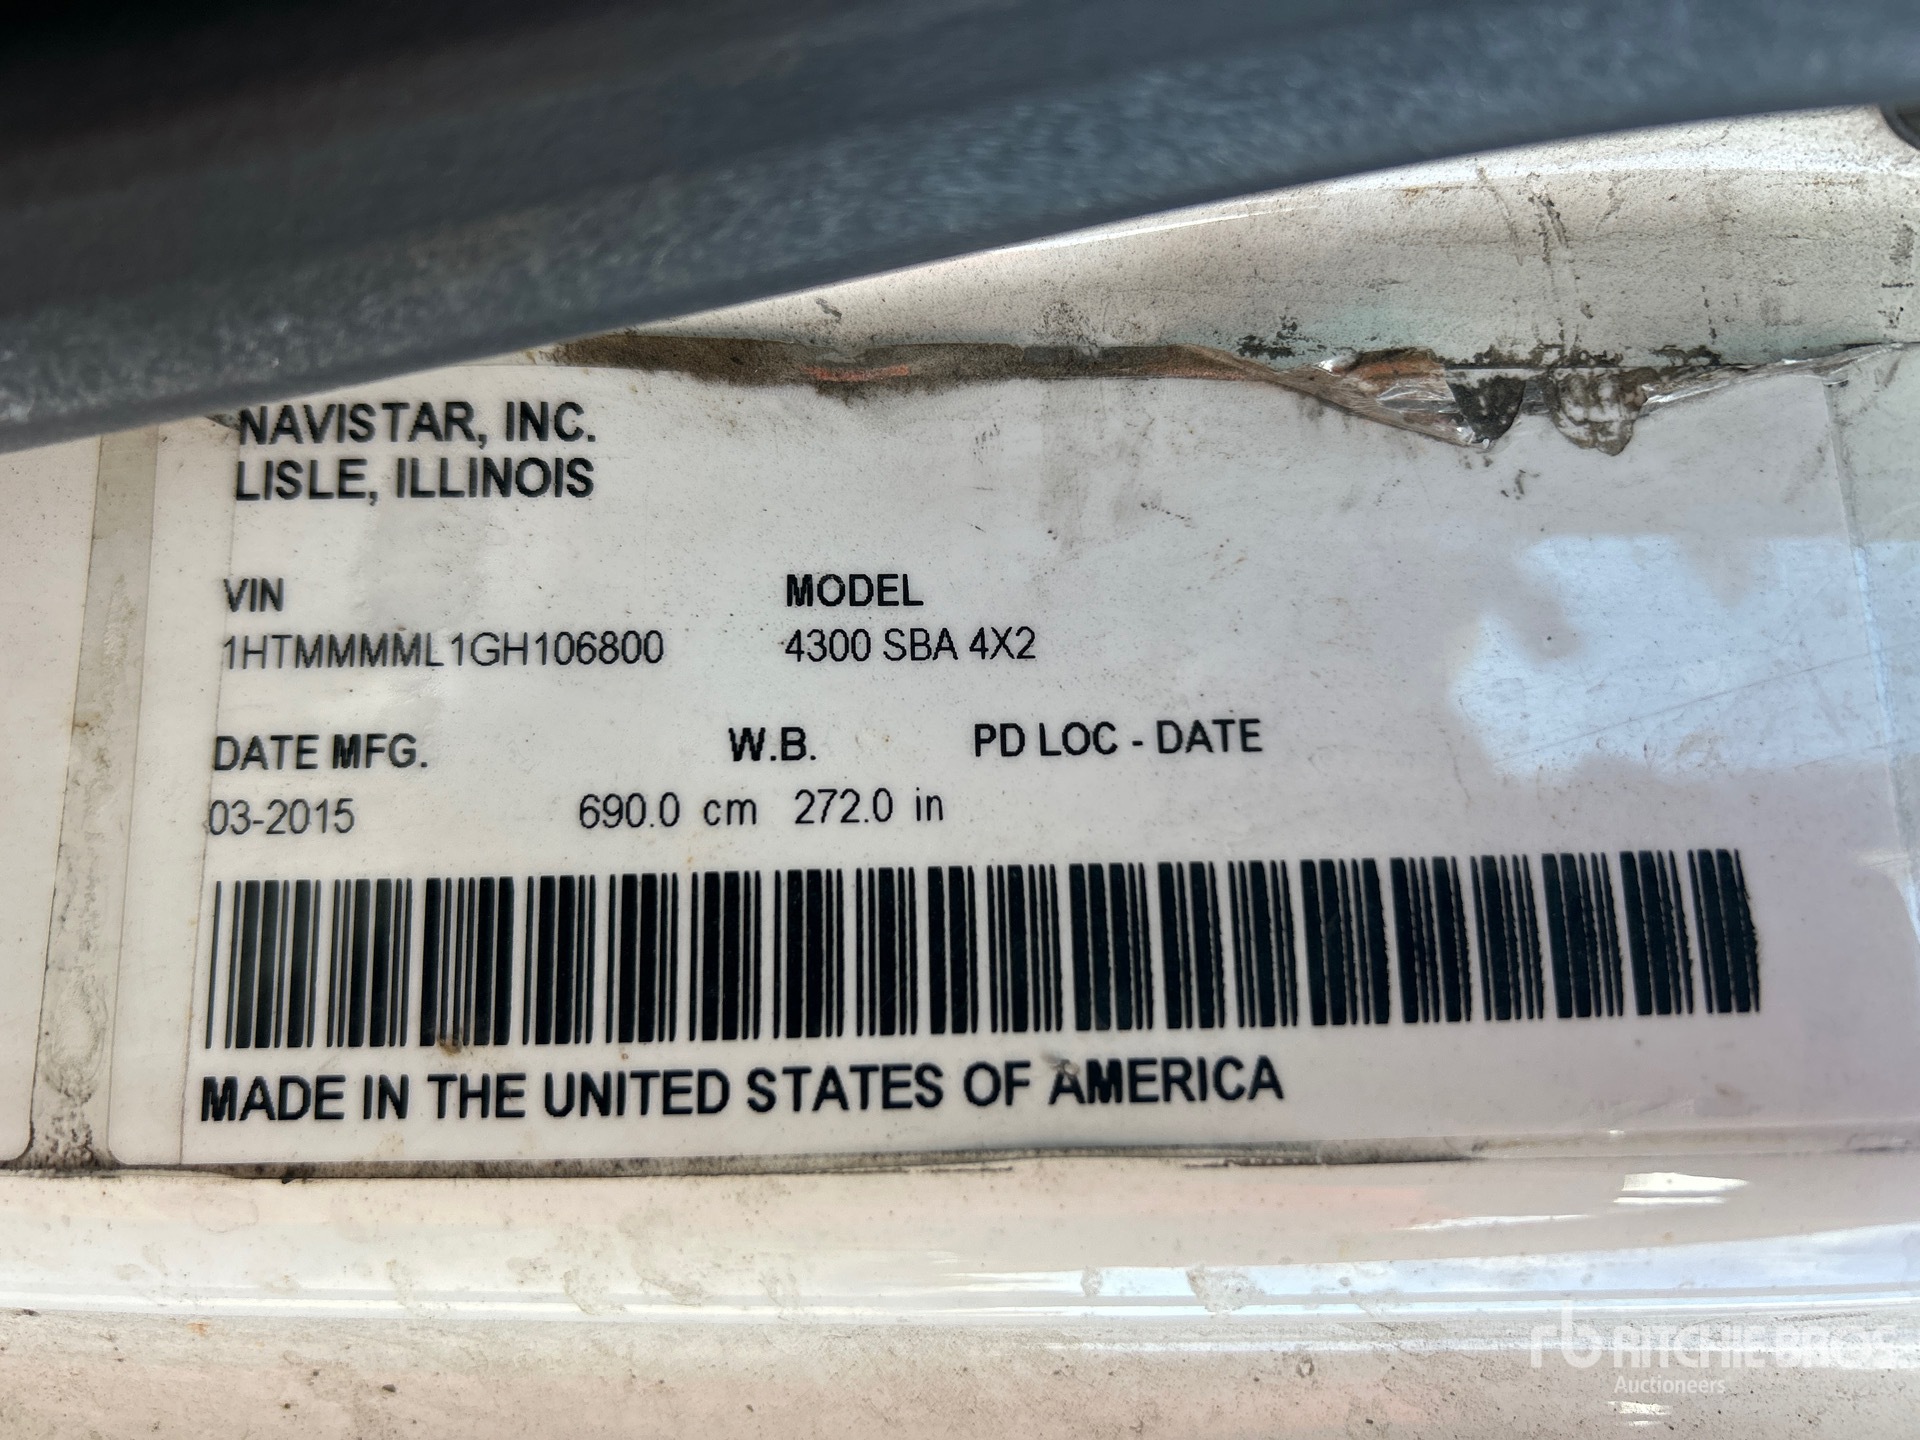 NAVISTAR, INC.
LISLE, ILLINOIS
VIN MODEL
1HTMMMML1GH106800 4300 SBA 4X2
DATE MFG. W.B. PD LOC - DATE
03-2015 690.0 cm 272.0 in
MADE IN THE UNITED STATES OF AMERICA
rb RITCHIE BROS.
Auctioneers